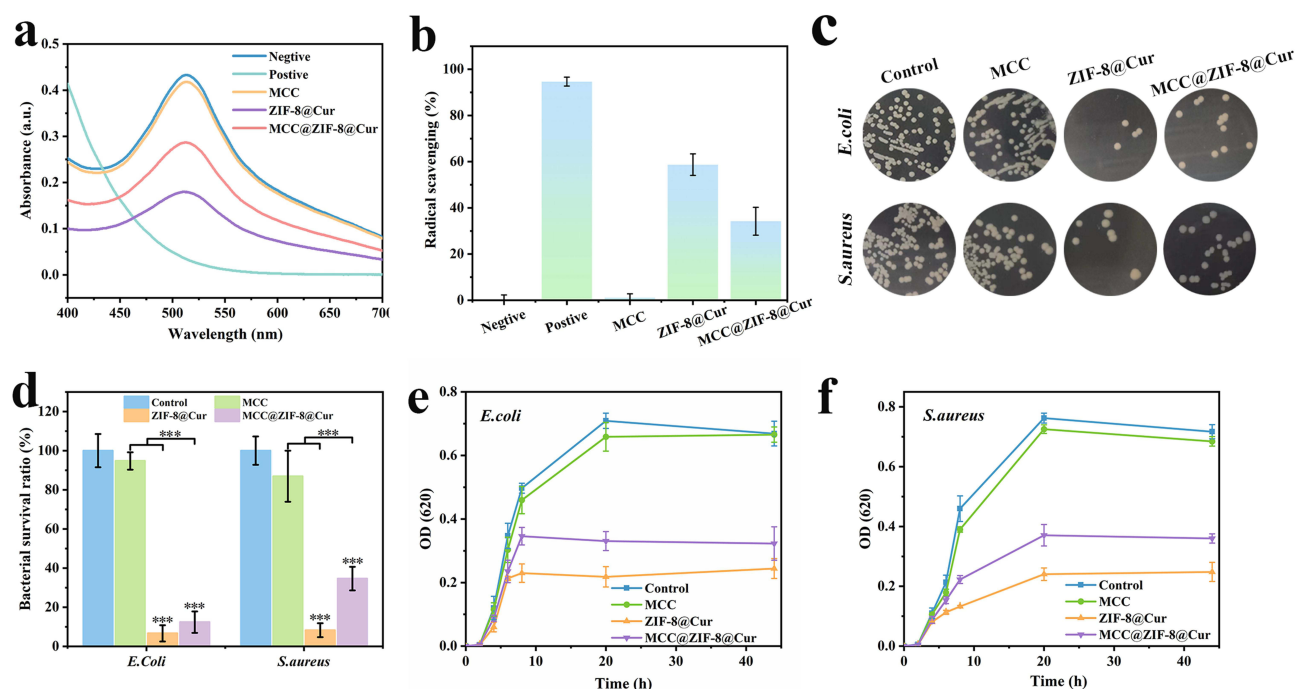 a
0.5
0.4
0.3
0.2
0.1
0.0
Absorbance (a.u.)
Negtive
Postive
MCC
ZIF-8@Cur
MCC@ZIF-8@Cur
400 450 500 550 600 650 700
Wavelength (nm)
b
100
80
60
40
20
0
Radical scavenging (%)
Negtive Postive MCC ZIF-8@Cur MCC@ZIF-8@Cur
c
Control MCC ZIF-8@Cur MCC@ZIF-8@Cur
E.coli
S.aureus
d
120
100
80
60
40
20
0
Bacterial survival ratio (%)
Control MCC
ZIF-8@Cur MCC@ZIF-8@Cur
*** ***
*** *** *** ***
E.Coli S.aureus
e
E.coli
0.8
0.6
0.4
0.2
0.0
OD (620)
Control
MCC
ZIF-8@Cur
MCC@ZIF-8@Cur
0 10 20 30 40
Time (h)
f
S.aureus
0.8
0.6
0.4
0.2
0.0
OD (620)
Control
MCC
ZIF-8@Cur
MCC@ZIF-8@Cur
0 10 20 30 40
Time (h)